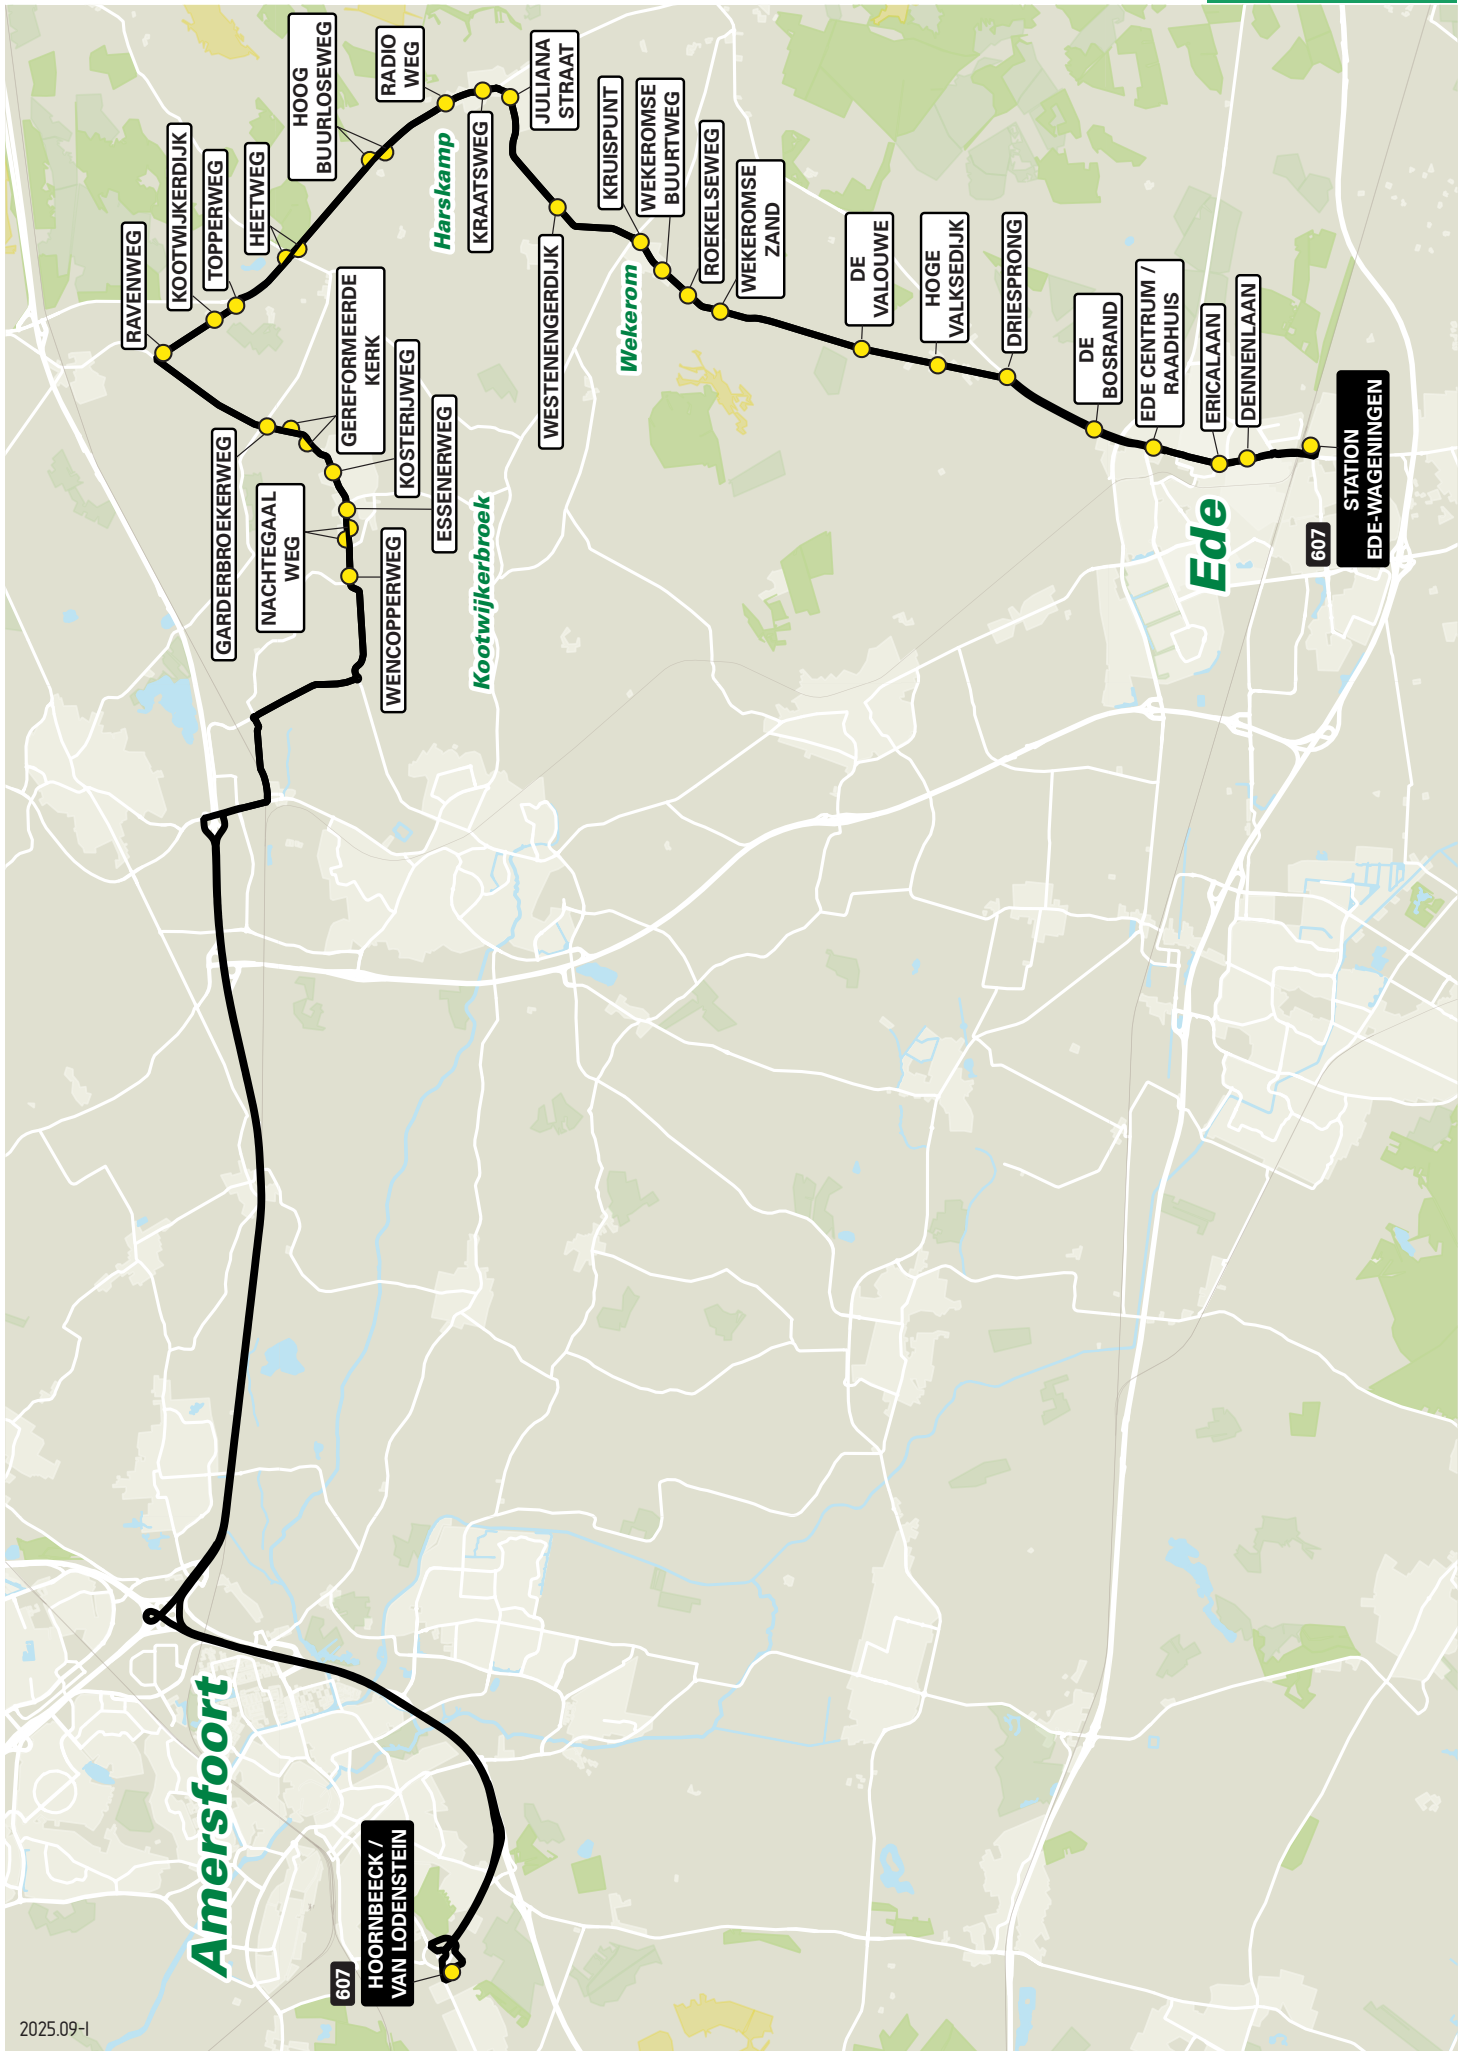 607
HOORNBEECK /
VAN LODENSTEIN
Amersfoort
WENCOPPERWEG
NACHTEGAAL
WEG
ESSENERWEG
KOSTERIJWEG
GEREFORMEERDE
KERK
GARDERBROEKERWEG
Kootwijkerbroek
RAVENWEG
KOOTWIJKERDIJK
TOPPERWEG
HEETWEG
HOOG
BUURLOSEWEG
RADIO
WEG
Harskamp
KRAATSWEG
JULIANA
STRAAT
WESTENENGERDIJK
KRUISPUNT
Wekerom
WEKEROMSE
BUURTWEG
ROEKELSEWEG
WEKEROMSE
ZAND
DE
VALOUWE
HOGE
VALKSEDIJK
DRIESPRONG
DE
BOSRAND
EDE CENTRUM /
RAADHUIS
ERICALAAN
DENNENLAAN
Ede
607
STATION
EDE-WAGENINGEN
2025.09-I